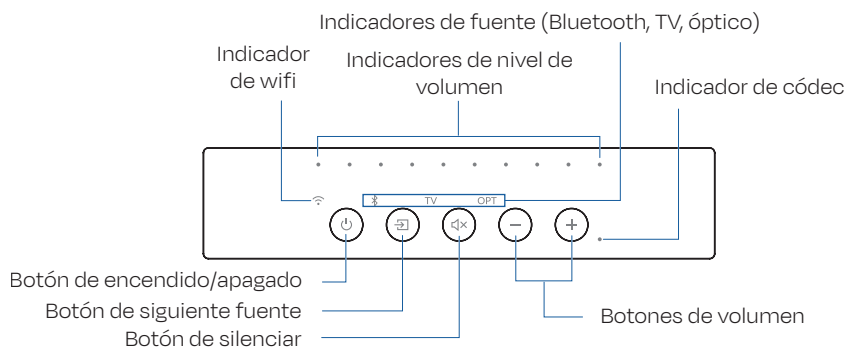 Indicadores de fuente (Bluetooth, TV, óptico)
Indicador
de wifi
Indicadores de nivel de
volumen
Indicador de códec
TV
OPT
Botón de encendido/apagado
Botón de siguiente fuente
Botón de silenciar
Botones de volumen